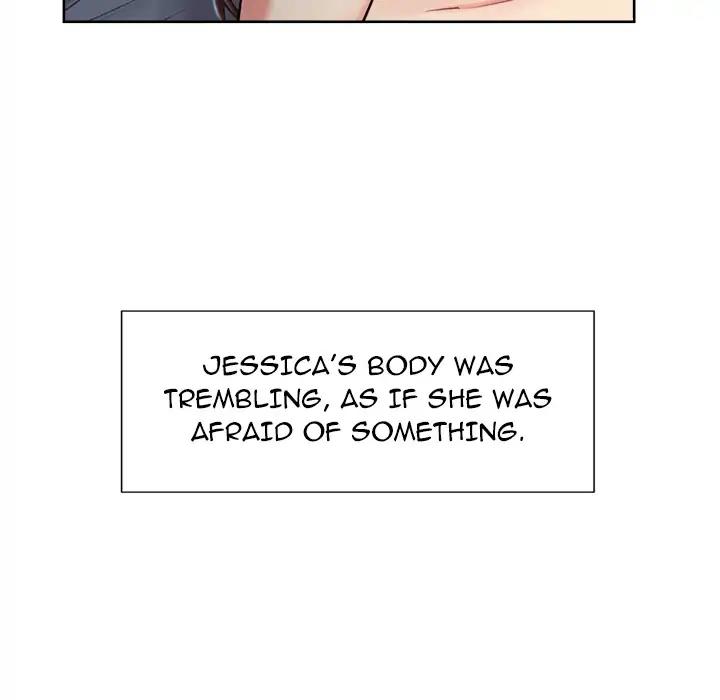 JESSICA'S BODY WAS
TREMBLING, AS IF SHE WAS
AFRAID OF SOMETHING.